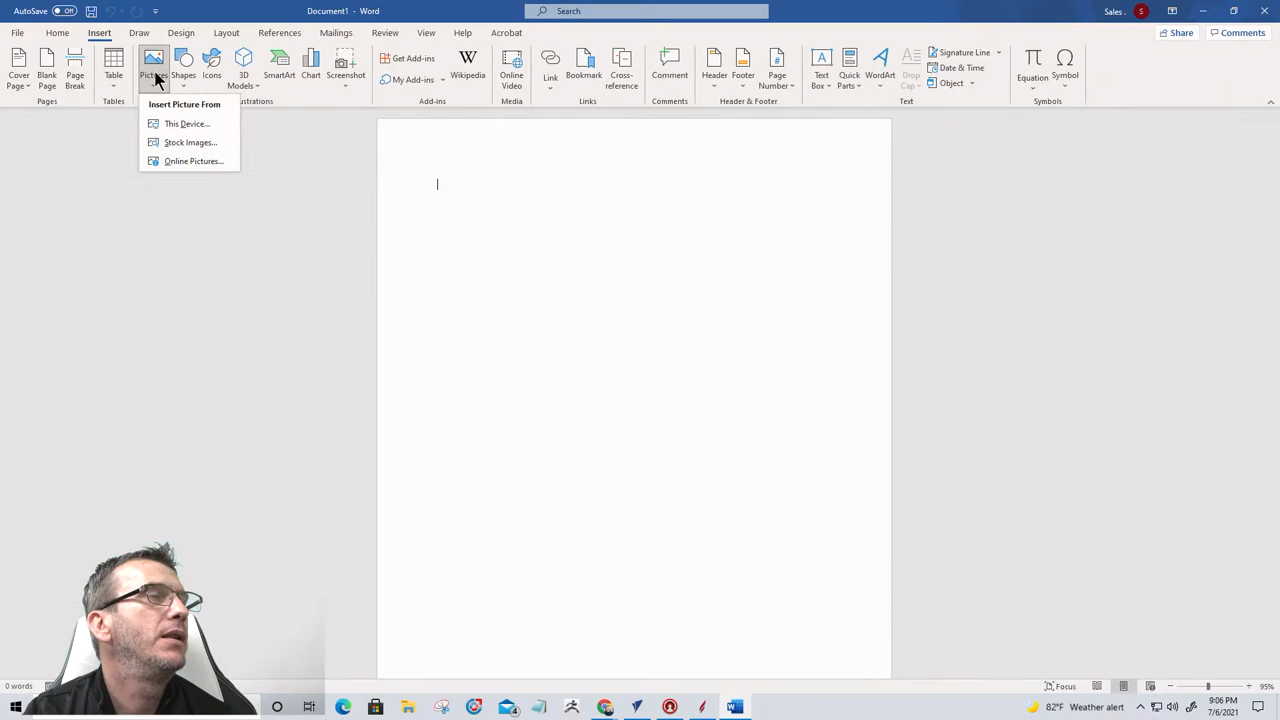 AutoSave Off Document1 - Word Search Sales . S
File Home Insert Draw Design Layout References Mailings Review View Help Acrobat Share Comments
Cover Page Blank Page Page Break Table Pictures Shapes Icons 3D Models SmartArt Chart Screenshot Get Add-ins My Add-ins W Wikipedia Online Video Link Bookmark Cross-reference Comment Header Footer Page Number Text Box Quick Parts WordArt Drop Cap Signature Line Date & Time Object Equation Symbol
Pages Tables Illustrations Add-ins Media Links Comments Header & Footer Text Symbols
Insert Picture From
This Device...
Stock Images...
Online Pictures...
0 words Focus 95%
82°F Weather alert 9:06 PM
7/6/2021